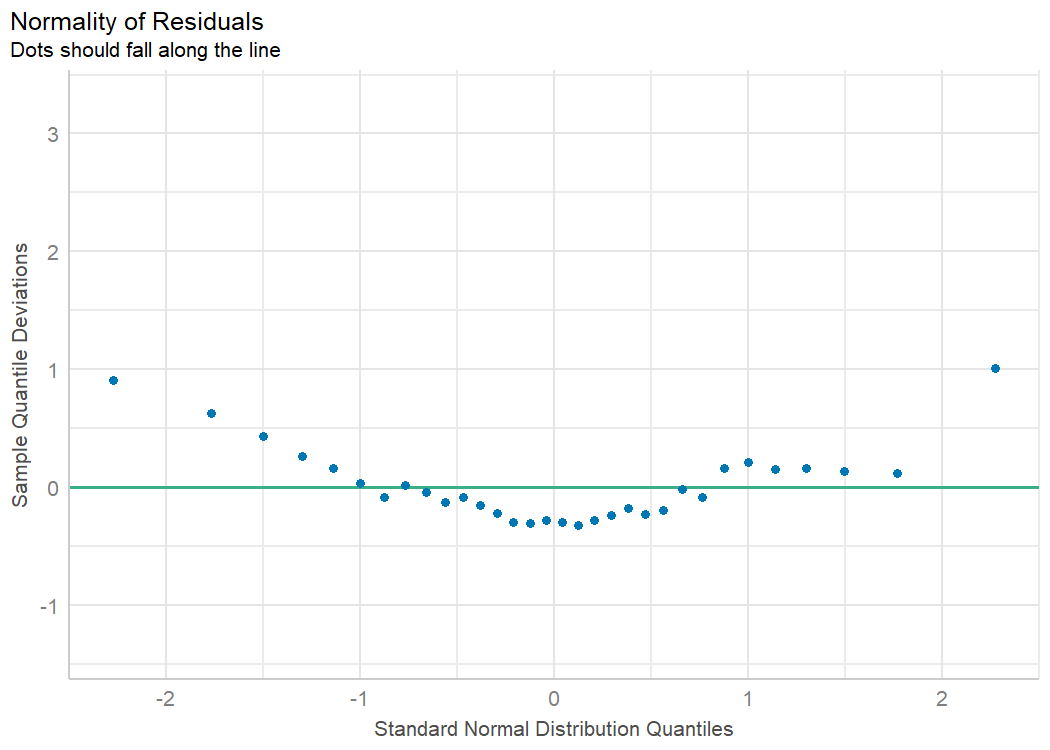 Normality of Residuals
Dots should fall along the line
3
2
1
0
-1
Sample Quantile Deviations
-2
-1
0
1
2
Standard Normal Distribution Quantiles